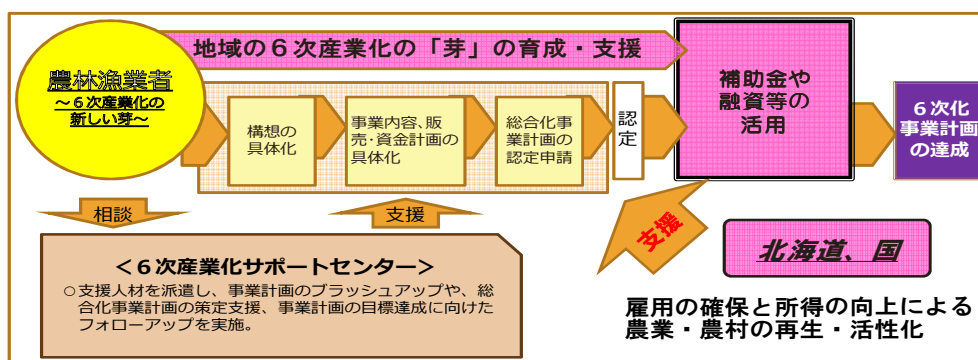 地域の６次産業化の「芽」の育成・支援
農林漁業者
～６次産業化の
新しい芽～
構想の
具体化
事業内容、販
売・資金計画の
具体化
総合化事
業計画の
認定申請
認定
補助金や
融資等の
活用
６次化
事業計画
の達成
相談
支援
支援
＜６次産業化サポートセンター＞
○支援人材を派遣し、事業計画のブラッシュアップや、総
合化事業計画の策定支援、事業計画の目標達成に向けた
フォローアップを実施。
北海道、国
雇用の確保と所得の向上による
農業・農村の再生・活性化